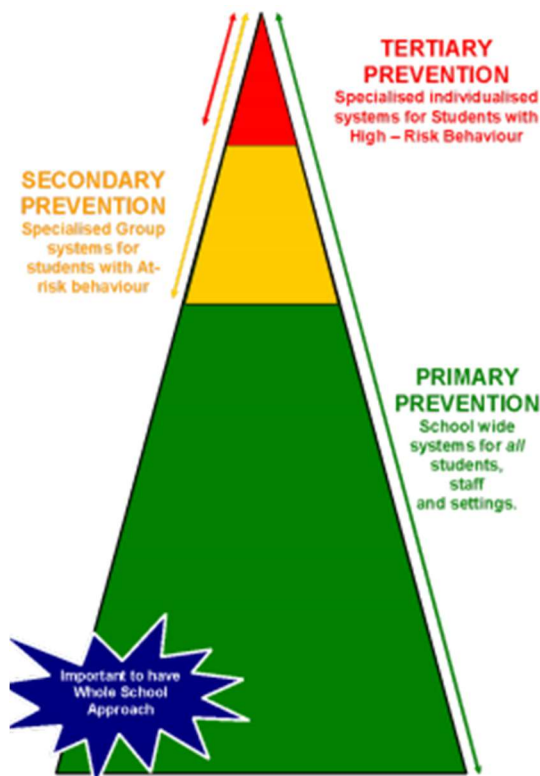 TERTIARY
PREVENTION
Specialised individualised
systems for Students with
High – Risk Behaviour
SECONDARY
PREVENTION
Specialised Group
systems for
students with At-
risk behaviour
PRIMARY
PREVENTION
School wide
systems for all
students,
staff
and settings.
Important to have
Whole School
Approach